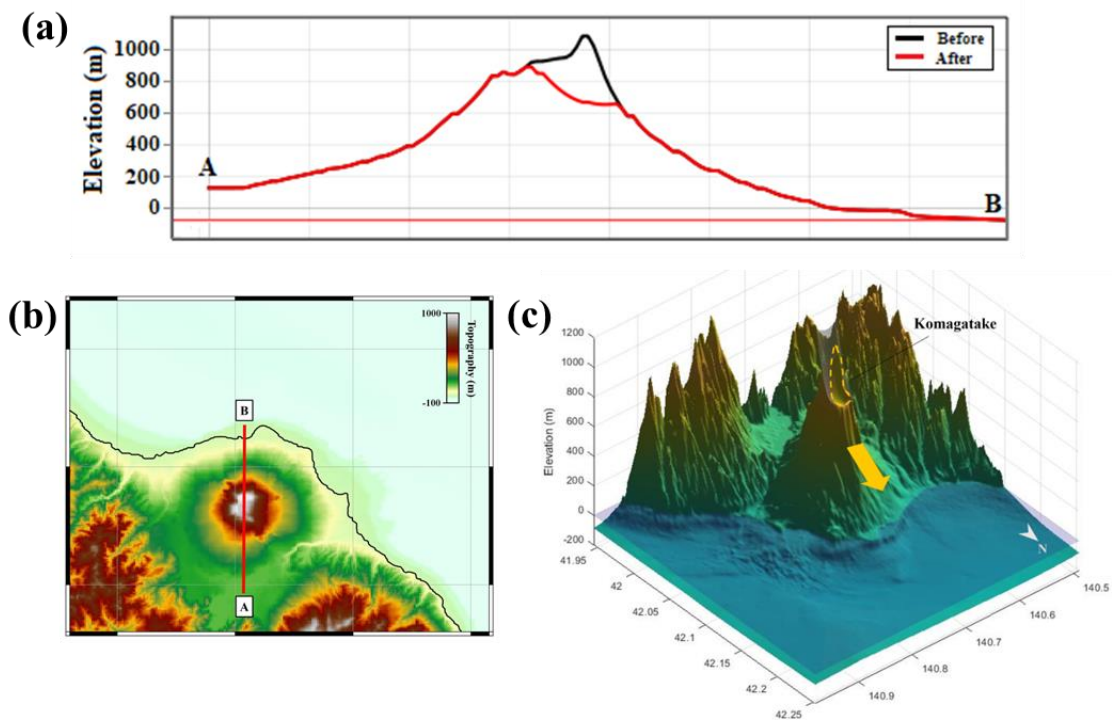 (a)
Elevation (m)
1000
800
600
400
200
0
A
B
Before
After
(b)
B
A
1000
Topography (m)
-100
(c)
Komagatake
Elevation (m)
1200
1000
800
600
400
200
0
-200
41.95
42
42.05
42.1
42.15
42.2
42.25
140.9
140.8
140.7
140.6
140.5
N